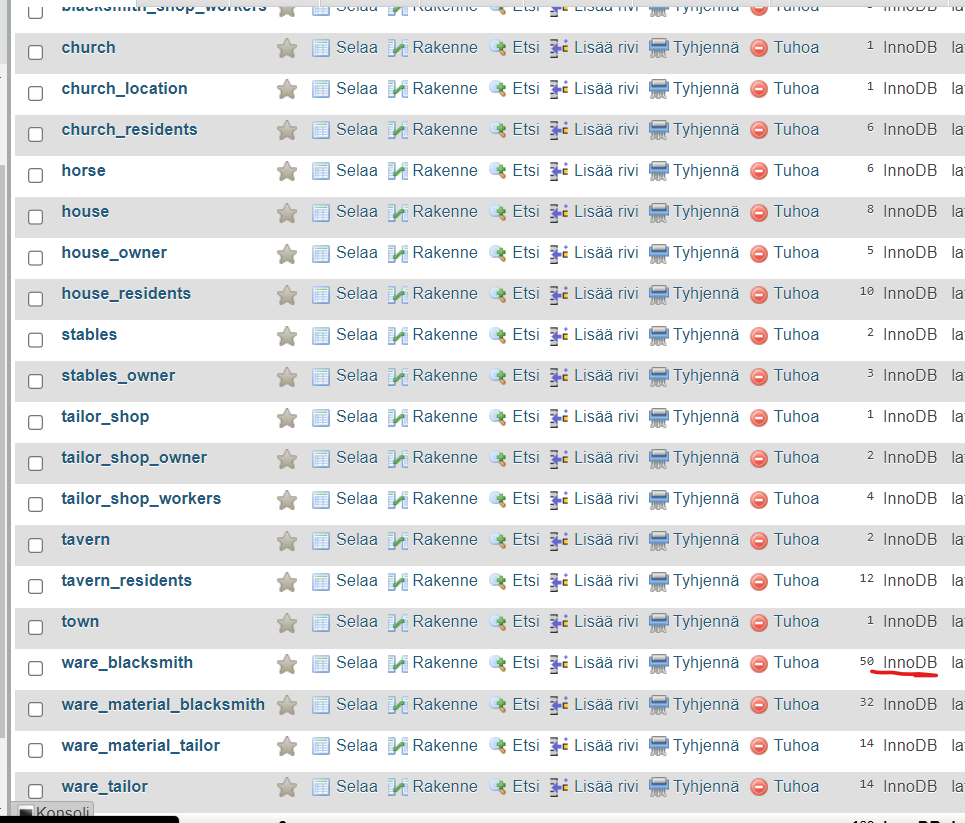 blacksmith_shop_workers Selaa Rakenne Etsi Lisää rivi Tyhjennä Tuhoa InnoDB
church Selaa Rakenne Etsi Lisää rivi Tyhjennä Tuhoa 1 InnoDB la
church_location Selaa Rakenne Etsi Lisää rivi Tyhjennä Tuhoa 1 InnoDB la
church_residents Selaa Rakenne Etsi Lisää rivi Tyhjennä Tuhoa 6 InnoDB la
horse Selaa Rakenne Etsi Lisää rivi Tyhjennä Tuhoa 6 InnoDB la
house Selaa Rakenne Etsi Lisää rivi Tyhjennä Tuhoa 8 InnoDB la
house_owner Selaa Rakenne Etsi Lisää rivi Tyhjennä Tuhoa 5 InnoDB la
house_residents Selaa Rakenne Etsi Lisää rivi Tyhjennä Tuhoa 10 InnoDB la
stables Selaa Rakenne Etsi Lisää rivi Tyhjennä Tuhoa 2 InnoDB la
stables_owner Selaa Rakenne Etsi Lisää rivi Tyhjennä Tuhoa 3 InnoDB la
tailor_shop Selaa Rakenne Etsi Lisää rivi Tyhjennä Tuhoa 1 InnoDB la
tailor_shop_owner Selaa Rakenne Etsi Lisää rivi Tyhjennä Tuhoa 2 InnoDB la
tailor_shop_workers Selaa Rakenne Etsi Lisää rivi Tyhjennä Tuhoa 4 InnoDB la
tavern Selaa Rakenne Etsi Lisää rivi Tyhjennä Tuhoa 2 InnoDB la
tavern_residents Selaa Rakenne Etsi Lisää rivi Tyhjennä Tuhoa 12 InnoDB la
town Selaa Rakenne Etsi Lisää rivi Tyhjennä Tuhoa 1 InnoDB la
ware_blacksmith Selaa Rakenne Etsi Lisää rivi Tyhjennä Tuhoa 50 InnoDB la
ware_material_blacksmith Selaa Rakenne Etsi Lisää rivi Tyhjennä Tuhoa 32 InnoDB la
ware_material_tailor Selaa Rakenne Etsi Lisää rivi Tyhjennä Tuhoa 14 InnoDB la
ware_tailor Selaa Rakenne Etsi Lisää rivi Tyhjennä Tuhoa 14 InnoDB la
Konsoli